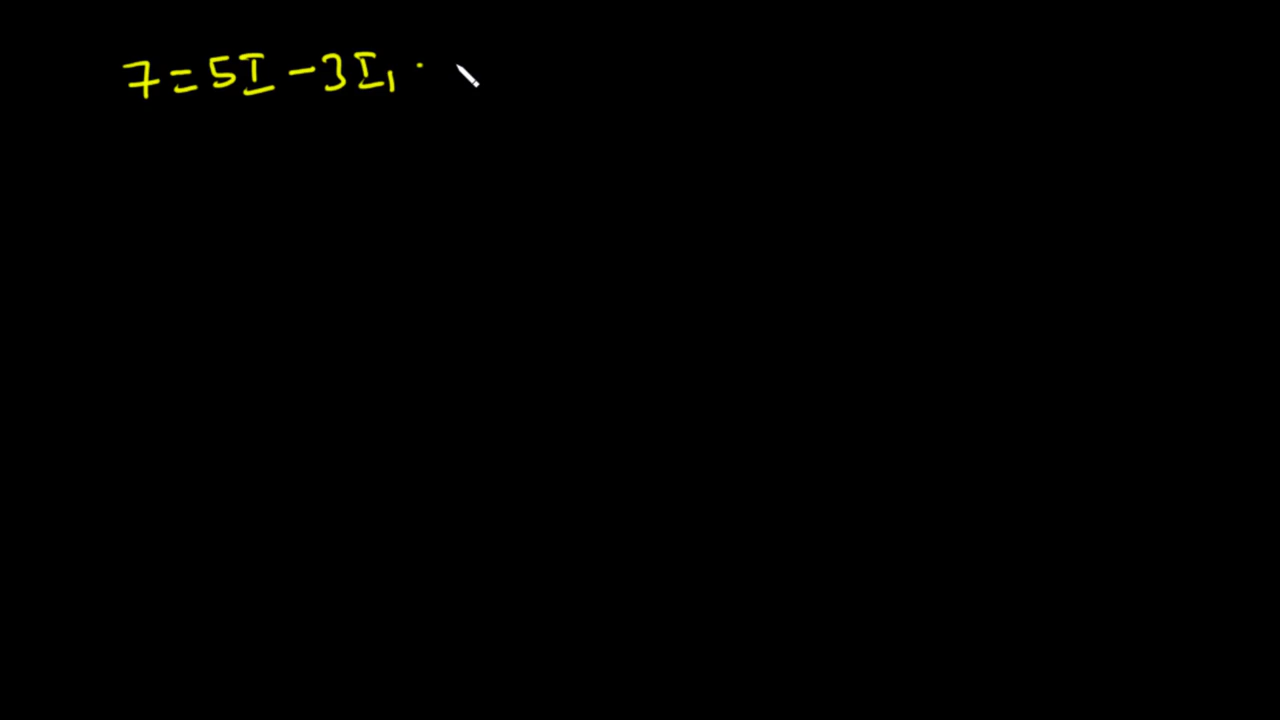 7 = 5I - 3I₁ ·